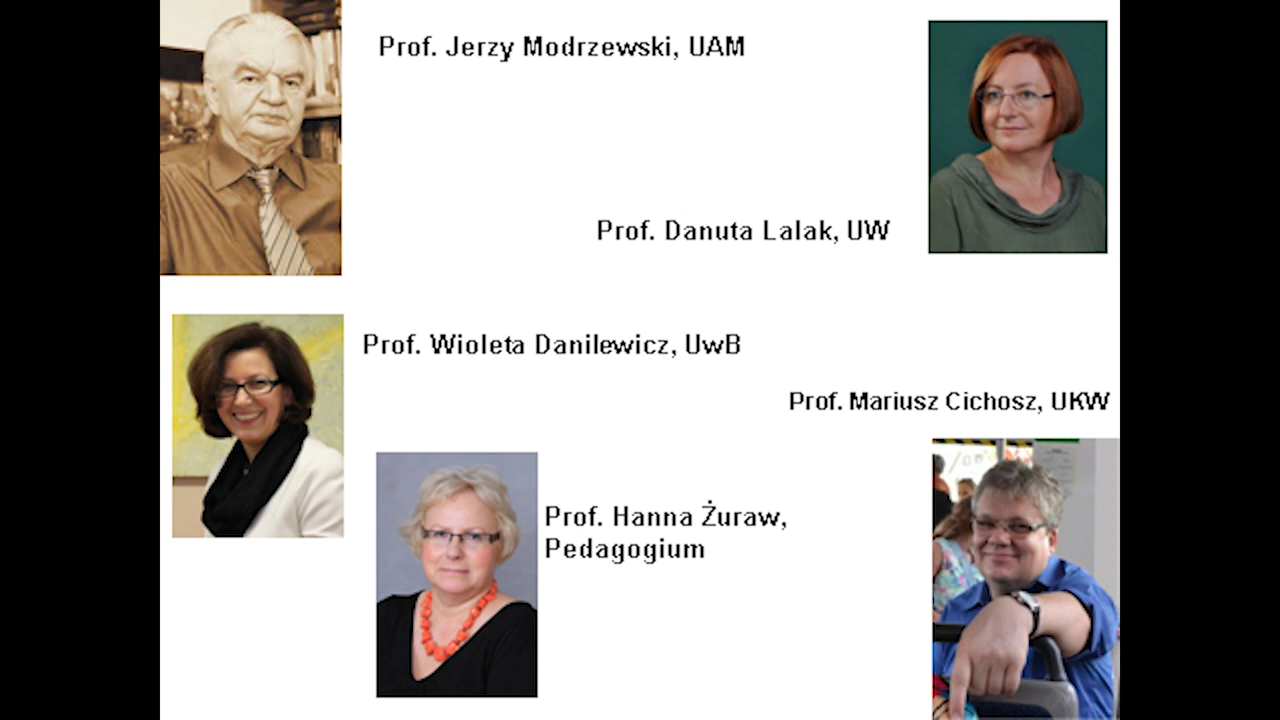 Prof. Jerzy Modrzewski, UAM
Prof. Danuta Lalak, UW
Prof. Wioleta Danilewicz, UwB
Prof. Mariusz Cichosz, UKW
Prof. Hanna Żuraw,
Pedagogium